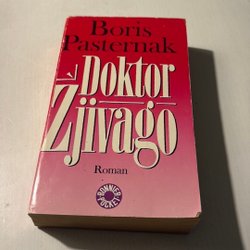 Boris
Pasternak
Doktor
Zjivago
Roman
BONNIER
POCKET